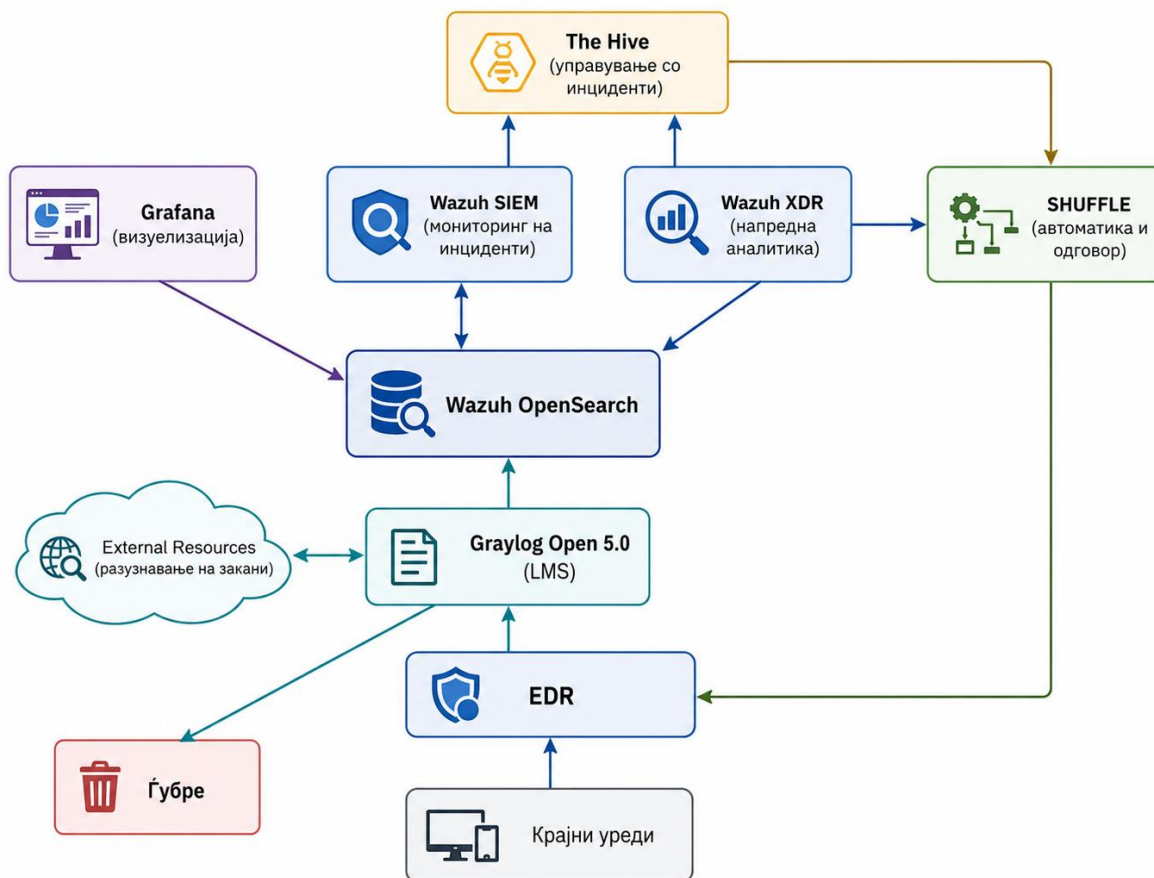 The Hive
(управување со
инциденти)
Grafana
(визуелизација)
Wazuh SIEM
(мониторинг на
инциденти)
Wazuh XDR
(напредна
аналитика)
SHUFFLE
(автоматика и
одговор)
Wazuh OpenSearch
External Resources
(разузнавање на закани)
Graylog Open 5.0
(LMS)
EDR
Ѓубре
Крајни уреди